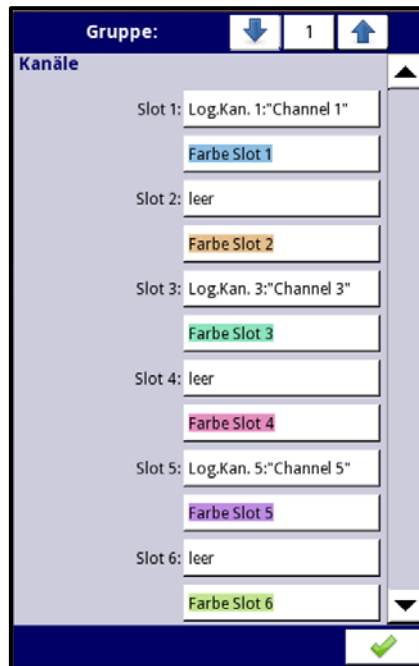 Gruppe: 1
Kanäle
Slot 1: Log.Kan. 1:"Channel 1"
Farbe Slot 1
Slot 2: leer
Farbe Slot 2
Slot 3: Log.Kan. 3:"Channel 3"
Farbe Slot 3
Slot 4: leer
Farbe Slot 4
Slot 5: Log.Kan. 5:"Channel 5"
Farbe Slot 5
Slot 6: leer
Farbe Slot 6